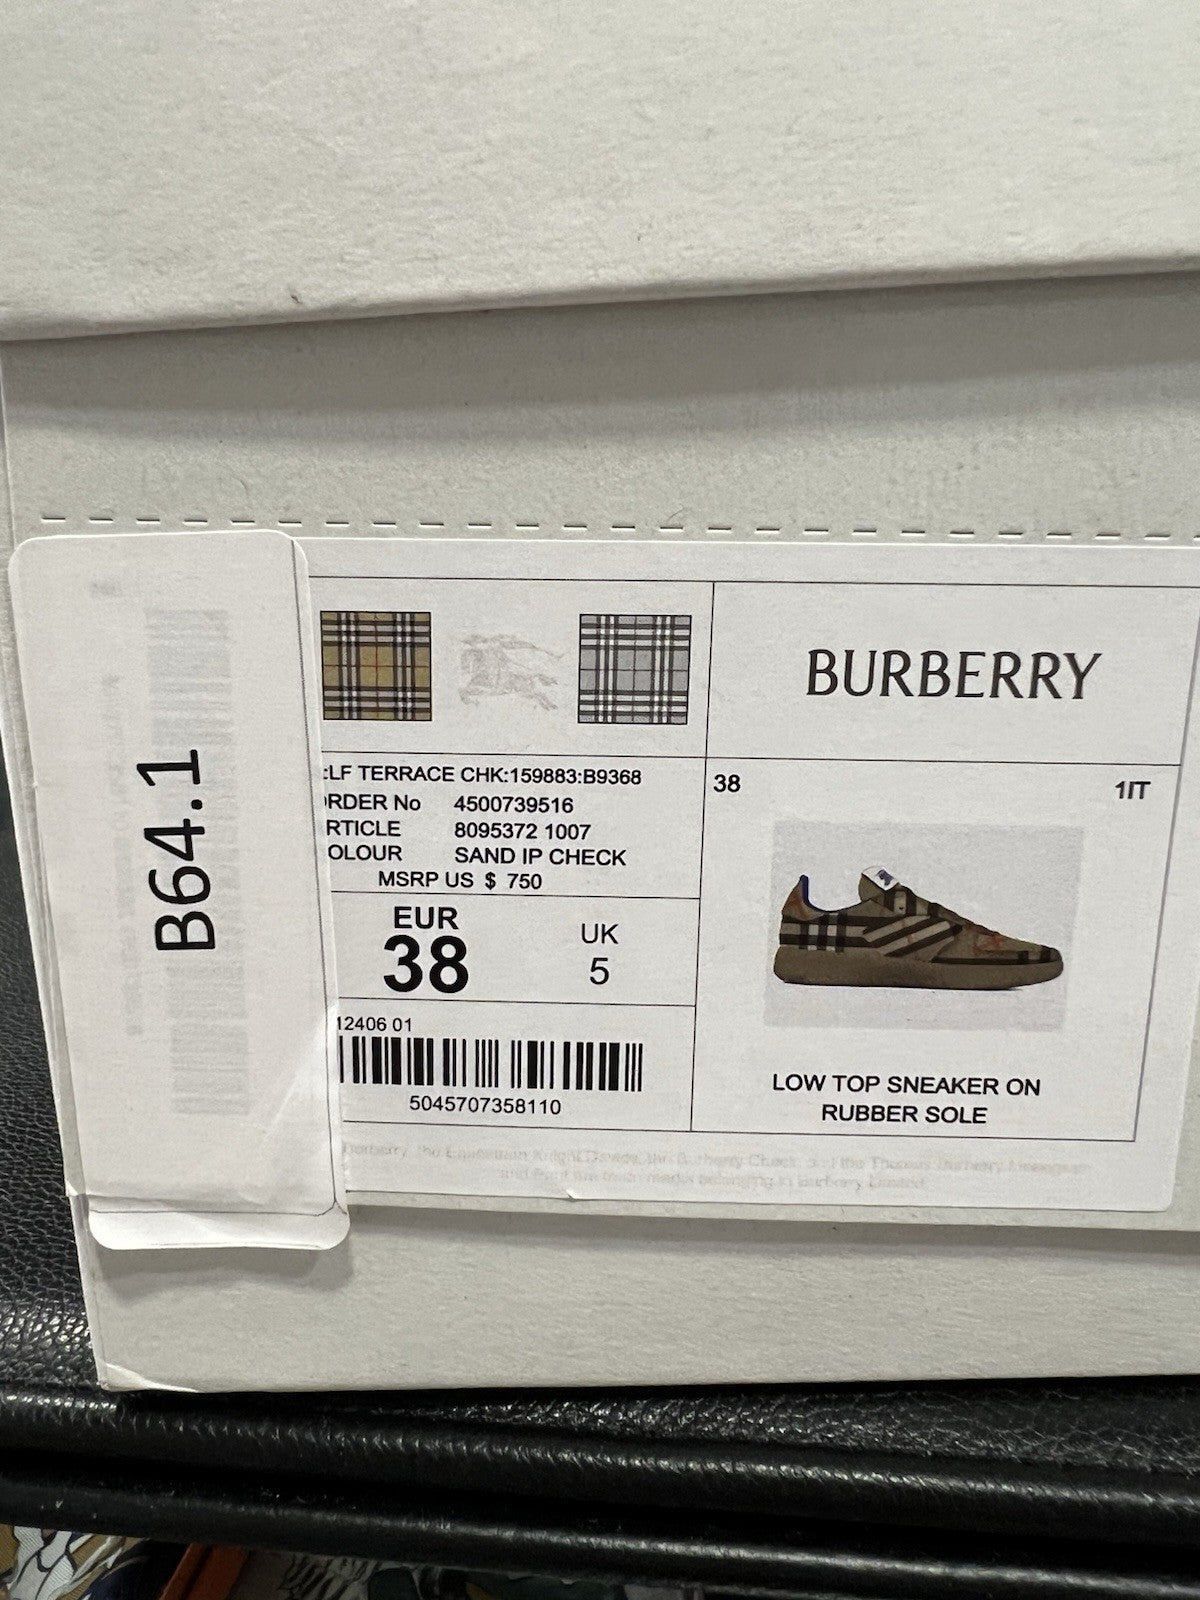 B64.1
BURBERRY
:LF TERRACE CHK:159883:B9368
RDER No 4500739516
RTICLE 8095372 1007
OLOUR SAND IP CHECK
MSRP US $ 750
EUR
38
UK
5
12406 01
5045707358110
38
1IT
LOW TOP SNEAKER ON
RUBBER SOLE